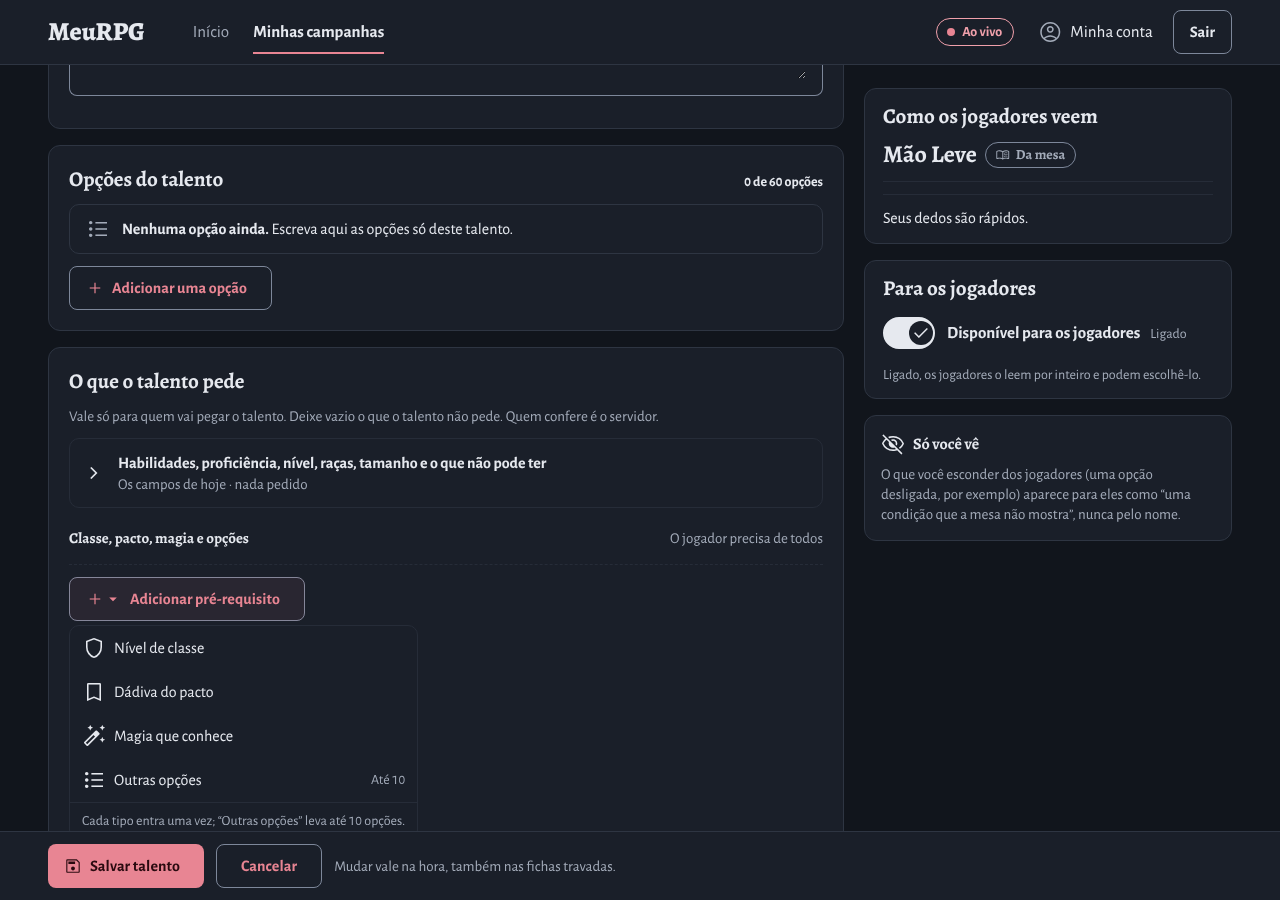 MeuRPG
Início
Minhas campanhas
Ao vivo
Minha conta
Sair
Opções do talento
0 de 60 opções
Nenhuma opção ainda. Escreva aqui as opções só deste talento.
Adicionar uma opção
O que o talento pede
Vale só para quem vai pegar o talento. Deixe vazio o que o talento não pede. Quem confere é o servidor.
Habilidades, proficiência, nível, raças, tamanho e o que não pode ter
Os campos de hoje · nada pedido
Classe, pacto, magia e opções
O jogador precisa de todos
Adicionar pré-requisito
Nível de classe
Dádiva do pacto
Magia que conhece
Outras opções
Até 10
Cada tipo entra uma vez; “Outras opções” leva até 10 opções.
Como os jogadores veem
Mão Leve
Da mesa
Seus dedos são rápidos.
Para os jogadores
Disponível para os jogadores
Ligado
Ligado, os jogadores o leem por inteiro e podem escolhê-lo.
Só você vê
O que você esconder dos jogadores (uma opção
desligada, por exemplo) aparece para eles como “uma
condição que a mesa não mostra”, nunca pelo nome.
Salvar talento
Cancelar
Mudar vale na hora, também nas fichas travadas.